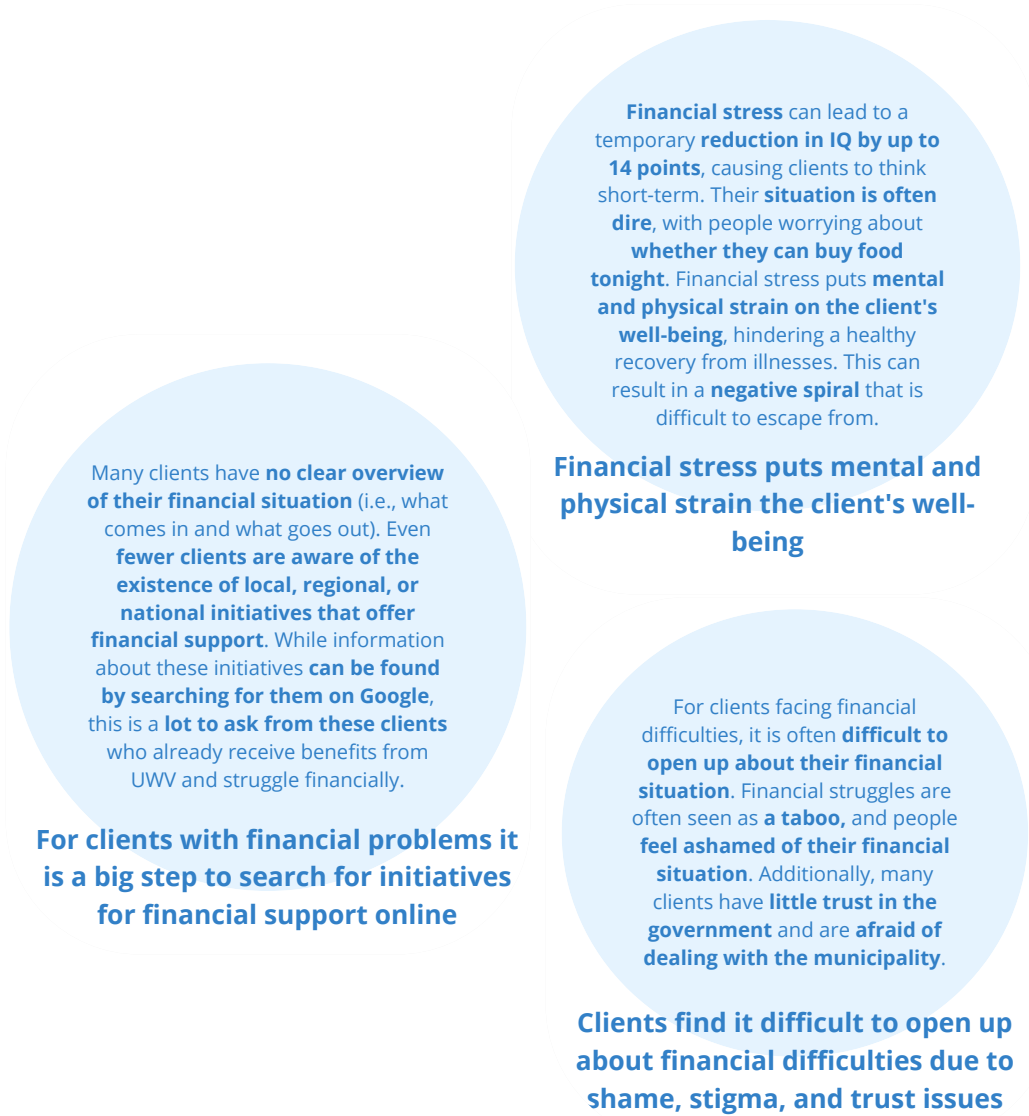 Financial stress can lead to a
temporary reduction in IQ by up to
14 points, causing clients to think
short-term. Their situation is often
dire, with people worrying about
whether they can buy food
tonight. Financial stress puts mental
and physical strain on the client's
well-being, hindering a healthy
recovery from illnesses. This can
result in a negative spiral that is
difficult to escape from.
Financial stress puts mental and
physical strain the client's well-
being
Many clients have no clear overview
of their financial situation (i.e., what
comes in and what goes out). Even
fewer clients are aware of the
existence of local, regional, or
national initiatives that offer
financial support. While information
about these initiatives can be found
by searching for them on Google,
this is a lot to ask from these clients
who already receive benefits from
UWV and struggle financially.
For clients with financial problems it
is a big step to search for initiatives
for financial support online
For clients facing financial
difficulties, it is often difficult to
open up about their financial
situation. Financial struggles are
often seen as a taboo, and people
feel ashamed of their financial
situation. Additionally, many
clients have little trust in the
government and are afraid of
dealing with the municipality.
Clients find it difficult to open up
about financial difficulties due to
shame, stigma, and trust issues